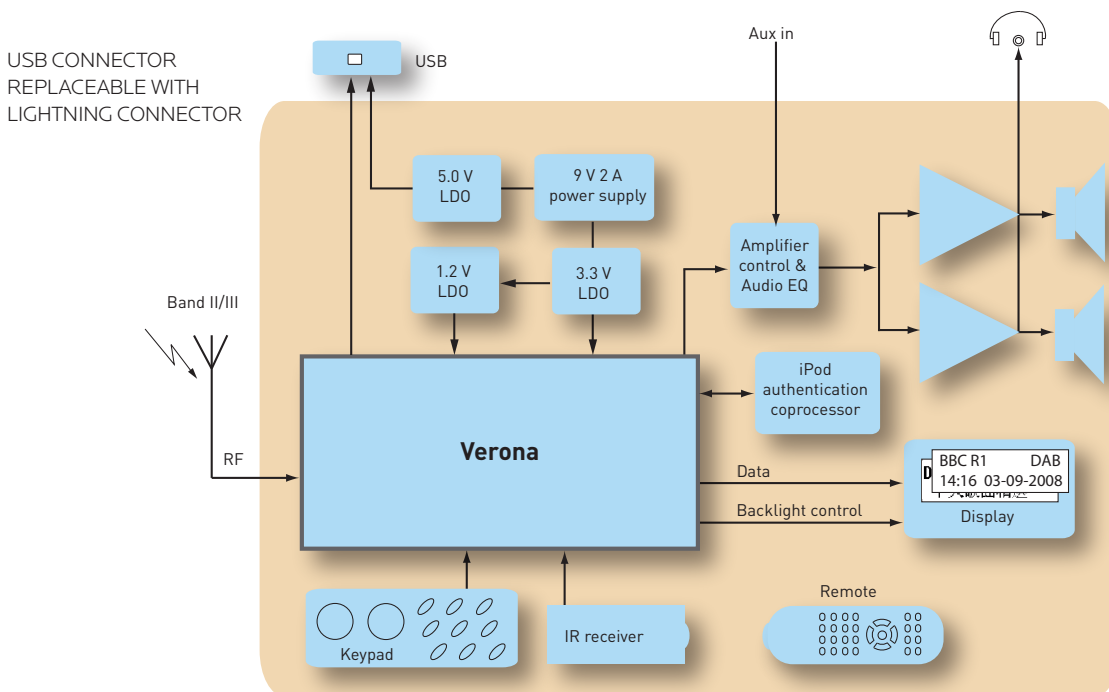 USB CONNECTOR
REPLACEABLE WITH
LIGHTNING CONNECTOR
USB
Aux in
5.0 V
LDO
9 V 2 A
power supply
Amplifier
control &
Audio EQ
1.2 V
LDO
3.3 V
LDO
Band II/III
iPod
authentication
coprocessor
Verona
RF
Data
BBC R1 DAB
14:16 03-09-2008
D
Display
Backlight control
Keypad
IR receiver
Remote